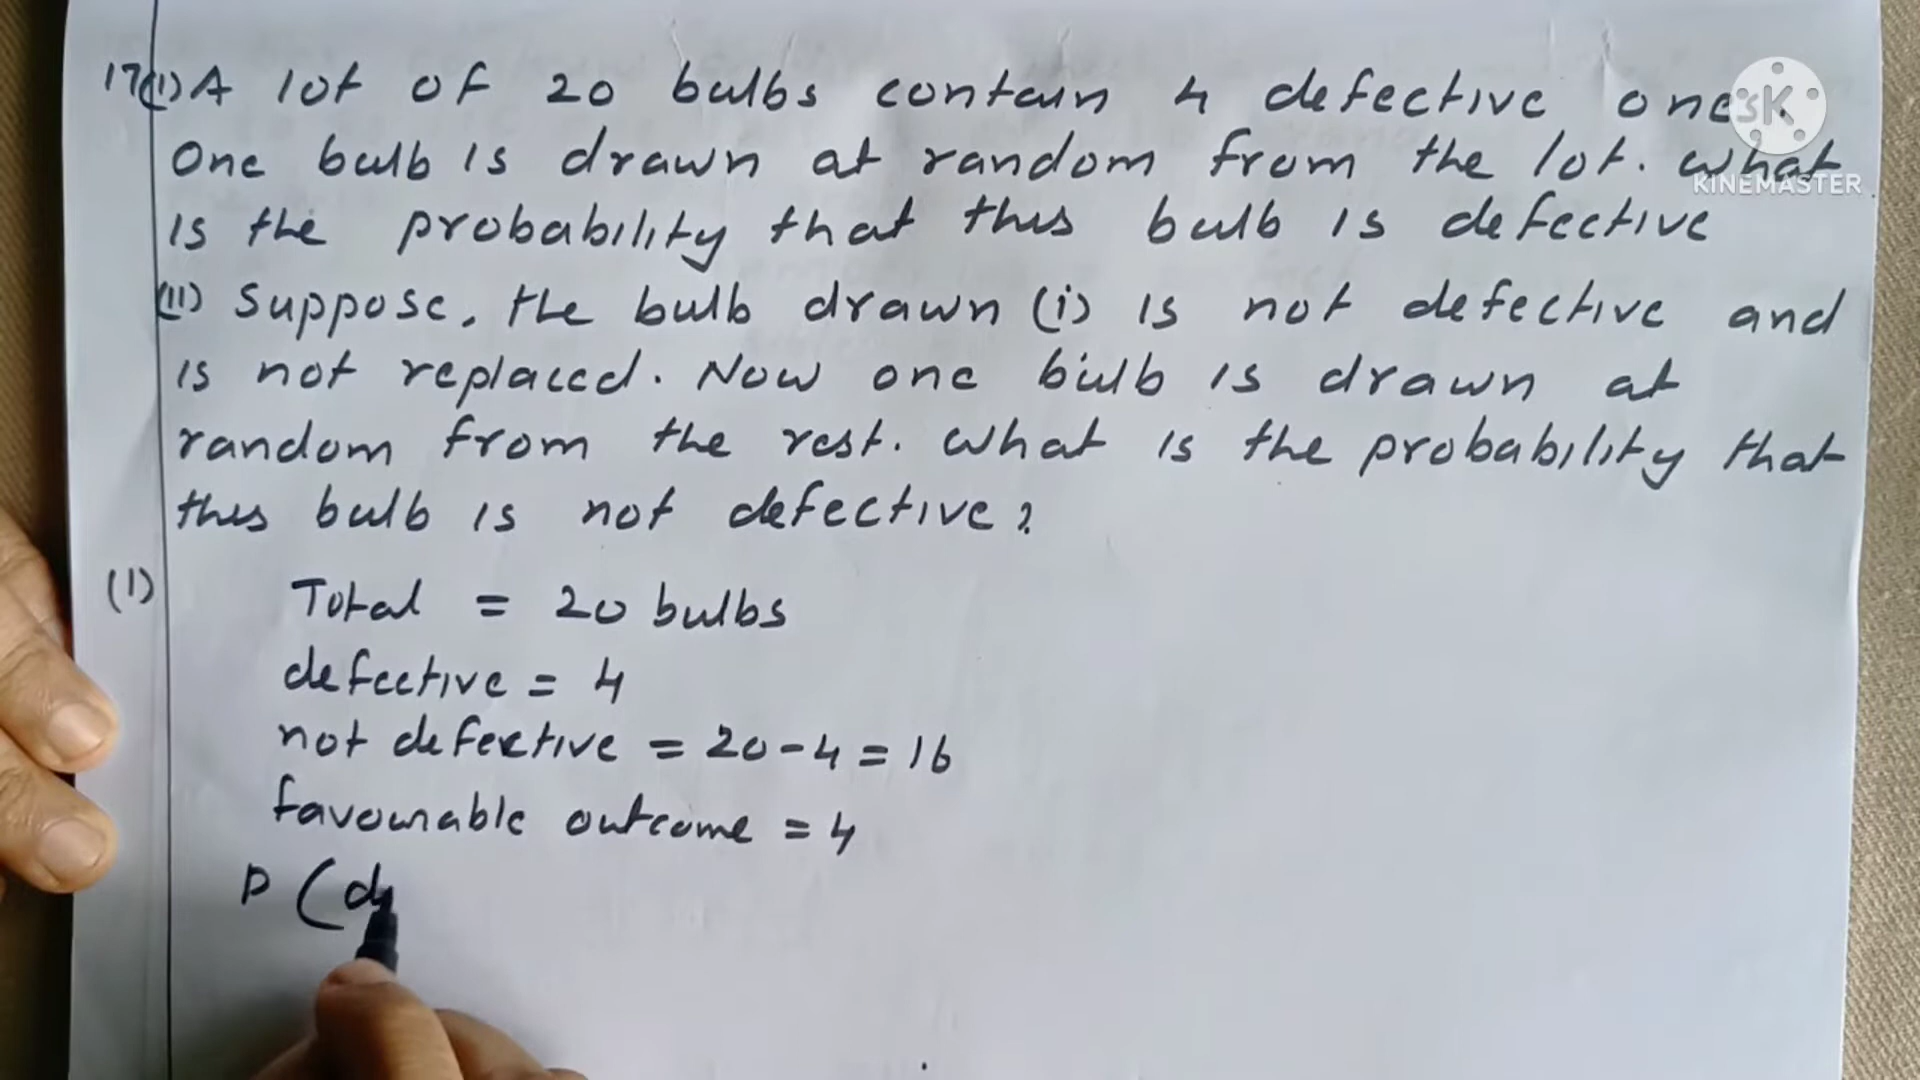 17(i) A lot of 20 bulbs contain 4 defective ones.
One bulb is drawn at random from the lot. What
is the probability that this bulb is defective
(II) Suppose, the bulb drawn (i) is not defective and
is not replaced. Now one bulb is drawn at
random from the rest. What is the probability that
this bulb is not defective?
(I) Total = 20 bulbs
defective = 4
not defective = 20-4 = 16
favourable outcome = 4
P (d
K
KINEMASTER